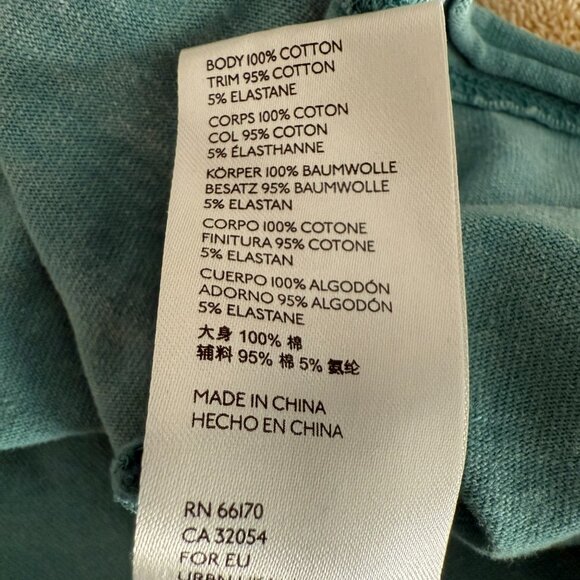 BODY 100% COTTON
TRIM 95% COTTON
5% ELASTANE
CORPS 100% COTON
COL 95% COTON
5% ÉLASTHANNE
KÖRPER 100% BAUMWOLLE
BESATZ 95% BAUMWOLLE
5% ELASTAN
CORPO 100% COTONE
FINITURA 95% COTONE
5% ELASTAN
CUERPO 100% ALGODÓN
ADORNO 95% ALGODÓN
5% ELASTANE
大身 100% 棉
辅料 95% 棉 5% 氨纶
MADE IN CHINA
HECHO EN CHINA
RN 66170
CA 32054
FOR EU